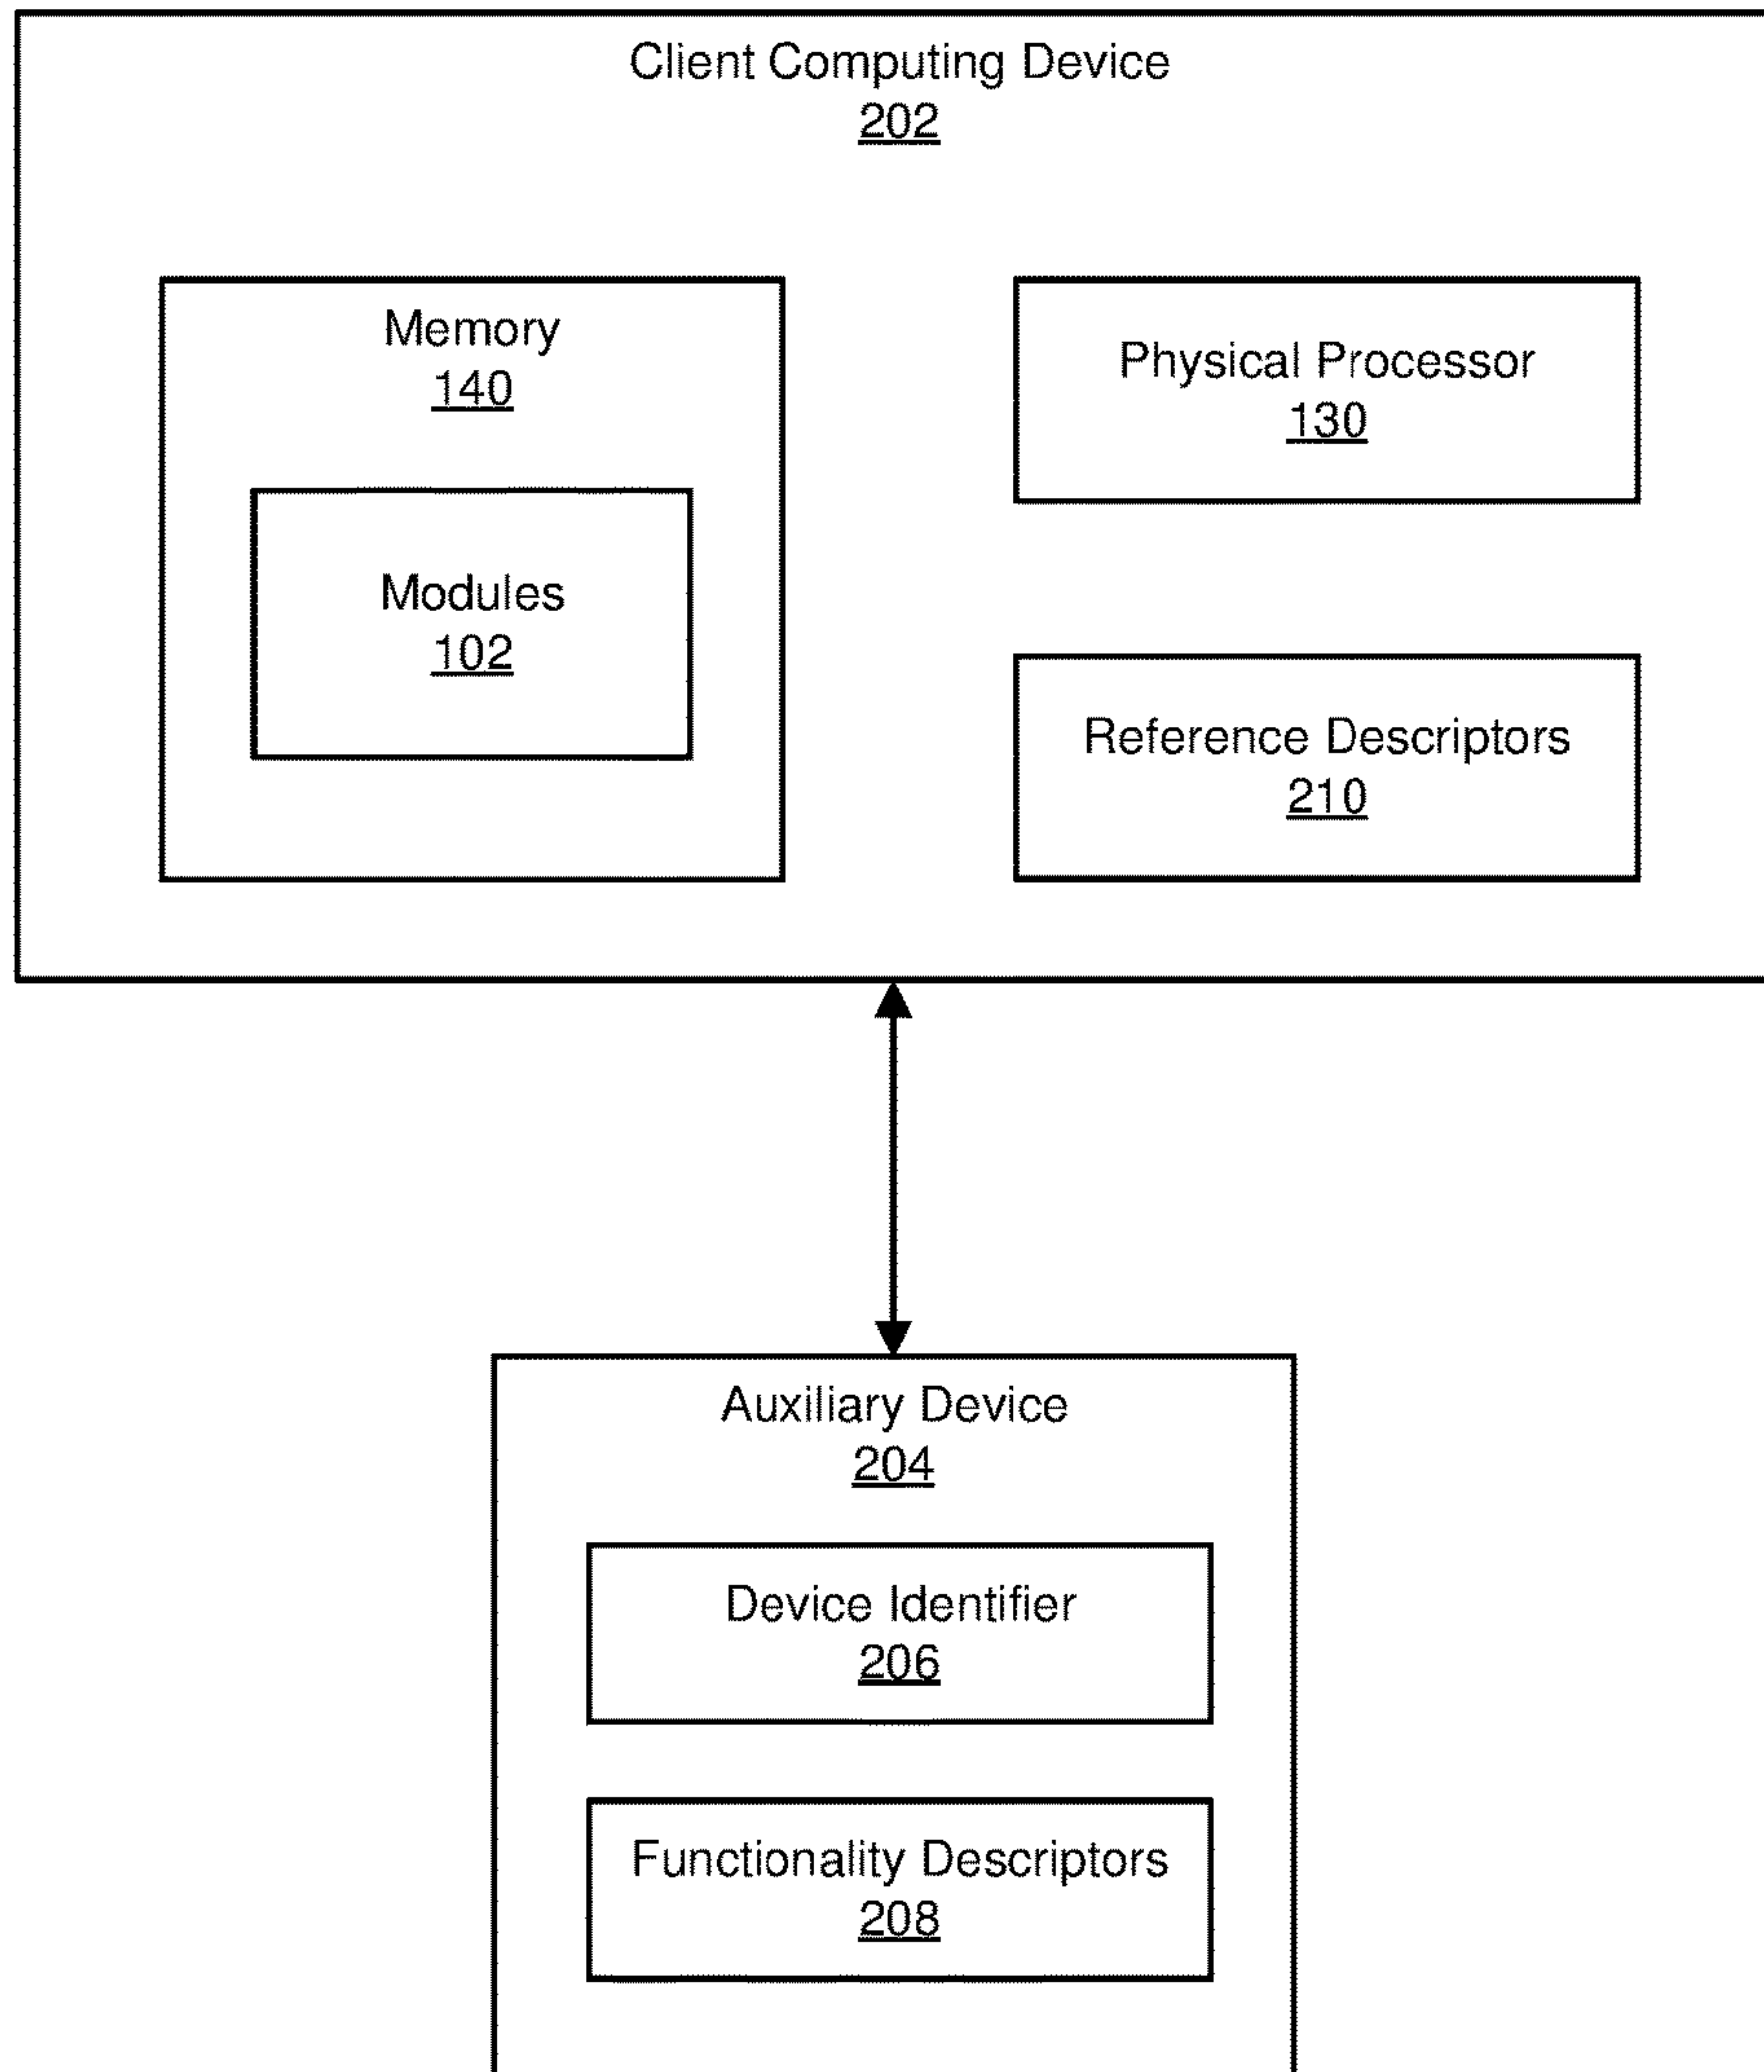 Client Computing Device
202
Memory
140
Modules
102
Physical Processor
130
Reference Descriptors
210
Auxiliary Device
204
Device Identifier
206
Functionality Descriptors
208